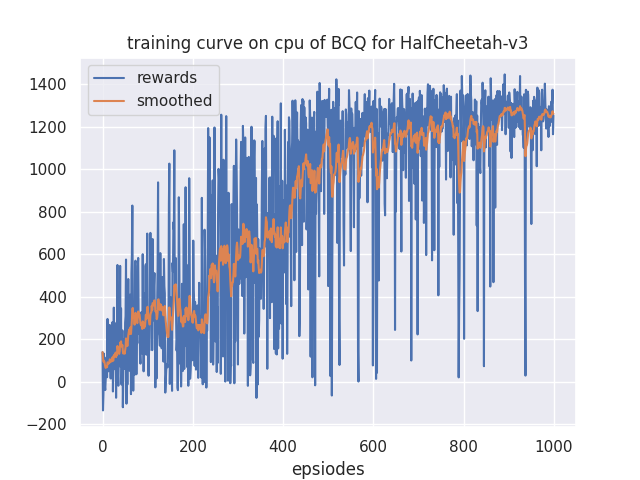 training curve on cpu of BCQ for HalfCheetah-v3
rewards
smoothed
1400
1200
1000
800
600
400
200
0
−200
0 200 400 600 800 1000
epsiodes